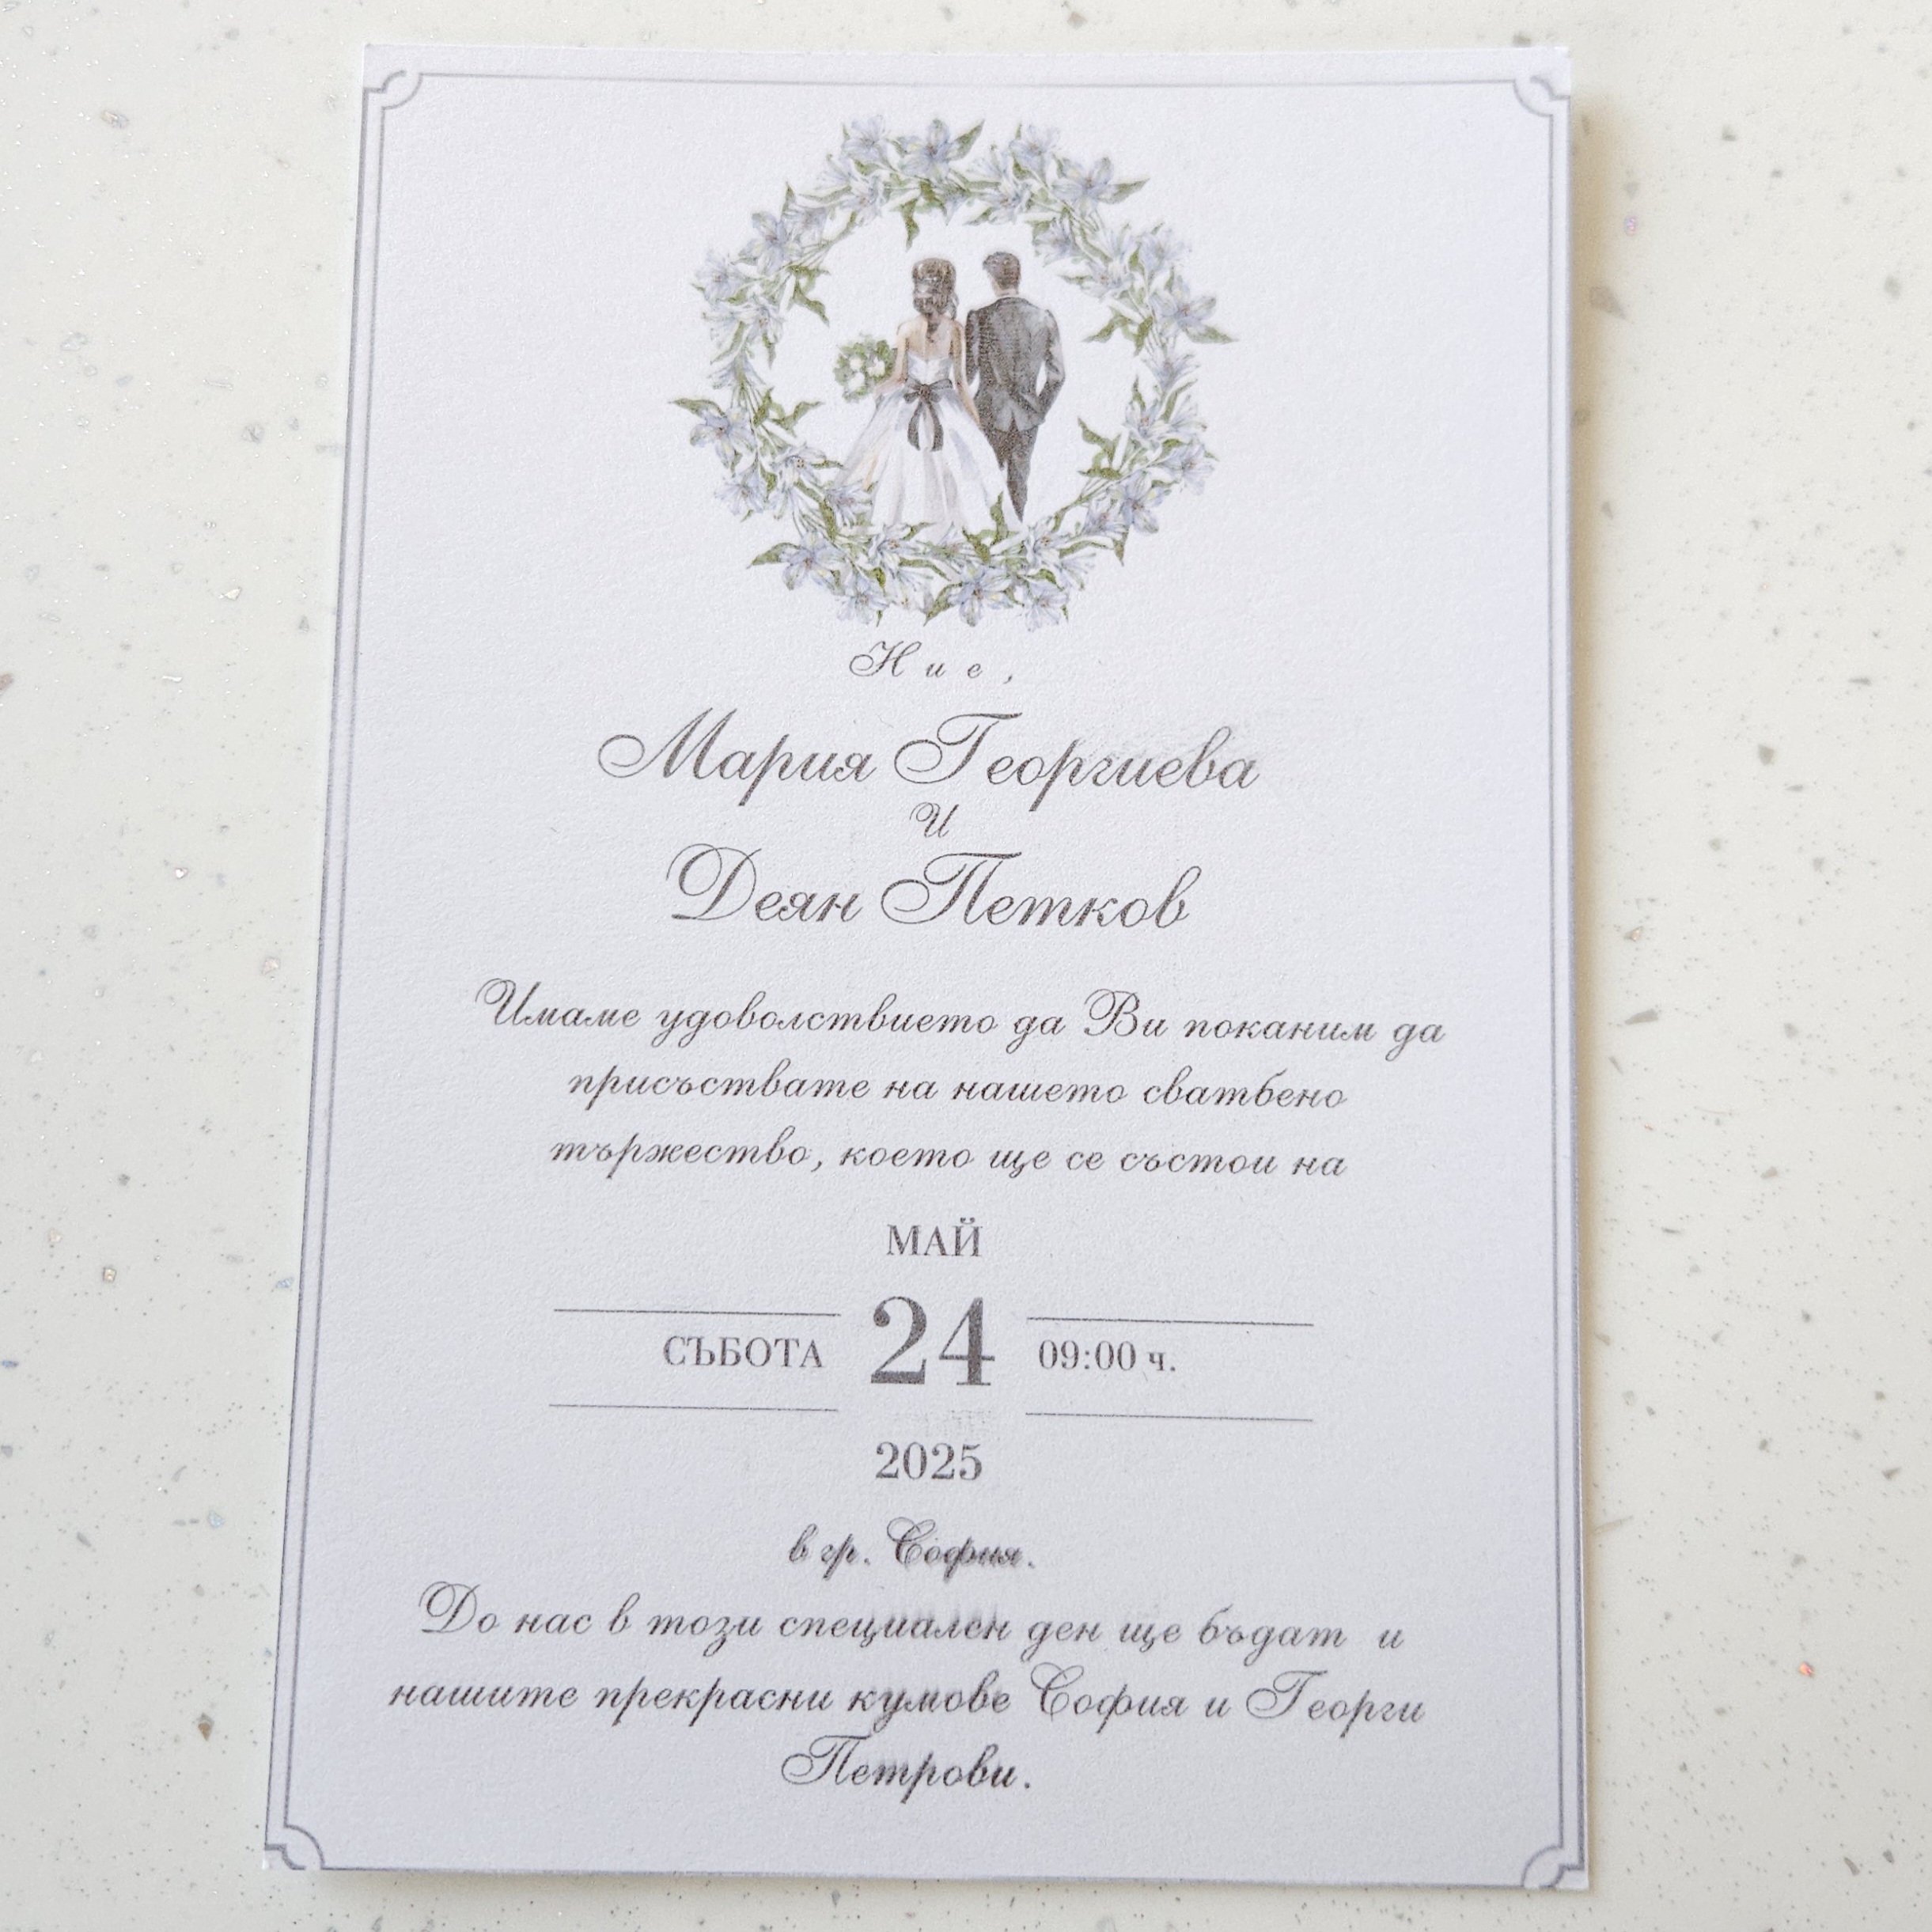 Ние,
Мария Георгиева
И
Деян Петков
Имаме удоволствието да Ви поканим да
присъствате на нашето сватбено
тържество, което ще се състои на
МАЙ
СЪБОТА 24 09:00 ч.
2025
в гр. София.
До нас в този специален ден ще бъдат и
нашите прекрасни кумове София и Георги
Петрови.